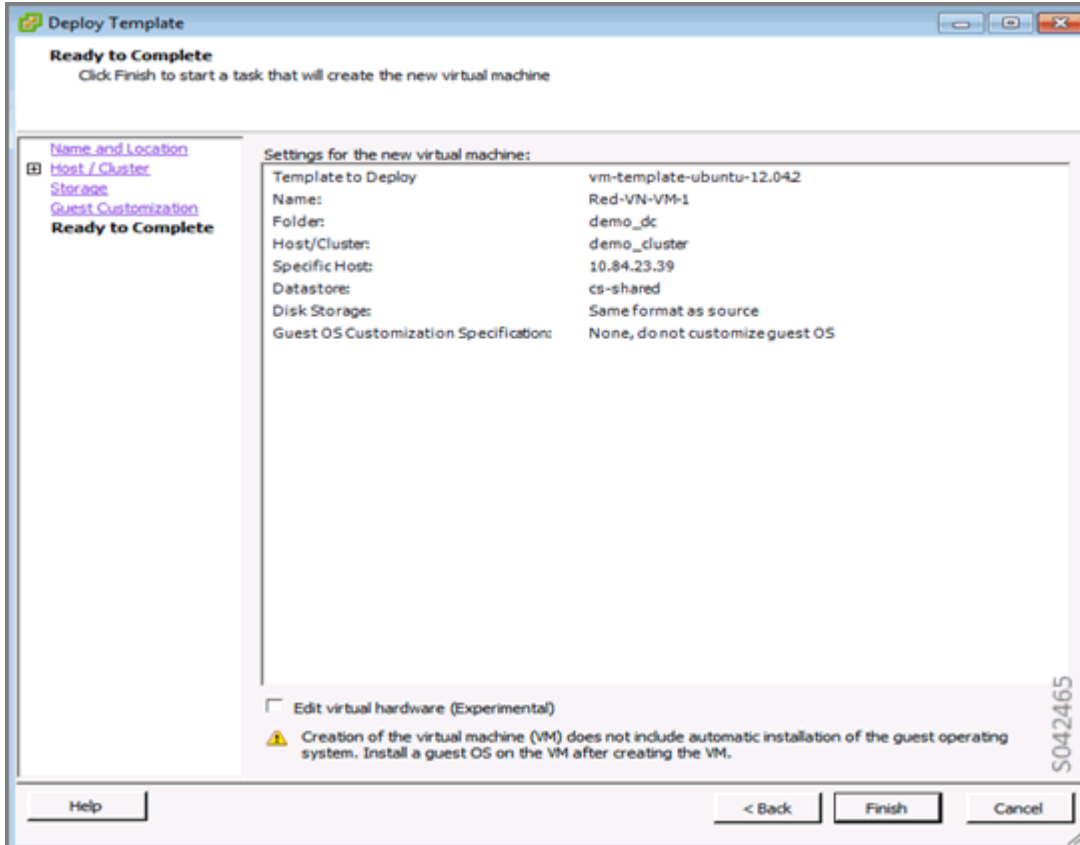 Deploy Template
Ready to Complete
Click Finish to start a task that will create the new virtual machine
Name and Location
Host / Cluster
Storage
Guest Customization
Ready to Complete
Settings for the new virtual machine:
Template to Deploy vm-template-ubuntu-12.04.2
Name: Red-VN-VM-1
Folder: demo_dc
Host/Cluster: demo_cluster
Specific Host: 10.84.23.39
Datastore: cs-shared
Disk Storage: Same format as source
Guest OS Customization Specification: None, do not customize guest OS
Edit virtual hardware (Experimental)
Creation of the virtual machine (VM) does not include automatic installation of the guest operating
system. Install a guest OS on the VM after creating the VM.
S042465
Help
< Back
Finish
Cancel